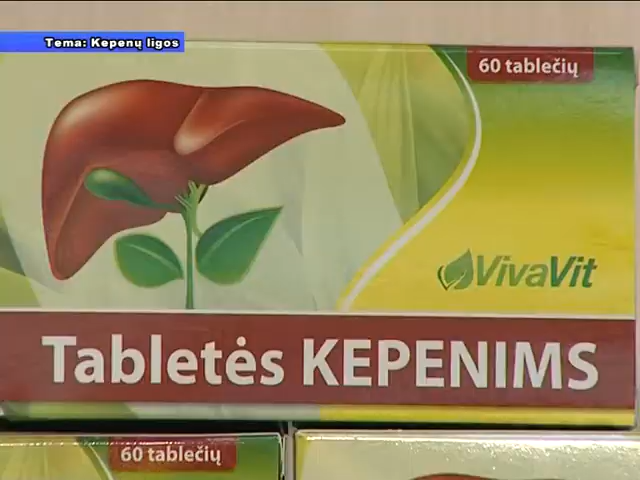 Tema: Kepenų ligos
60 tablečių
VivaVit
Tabletės KEPENIMS
60 tablečių